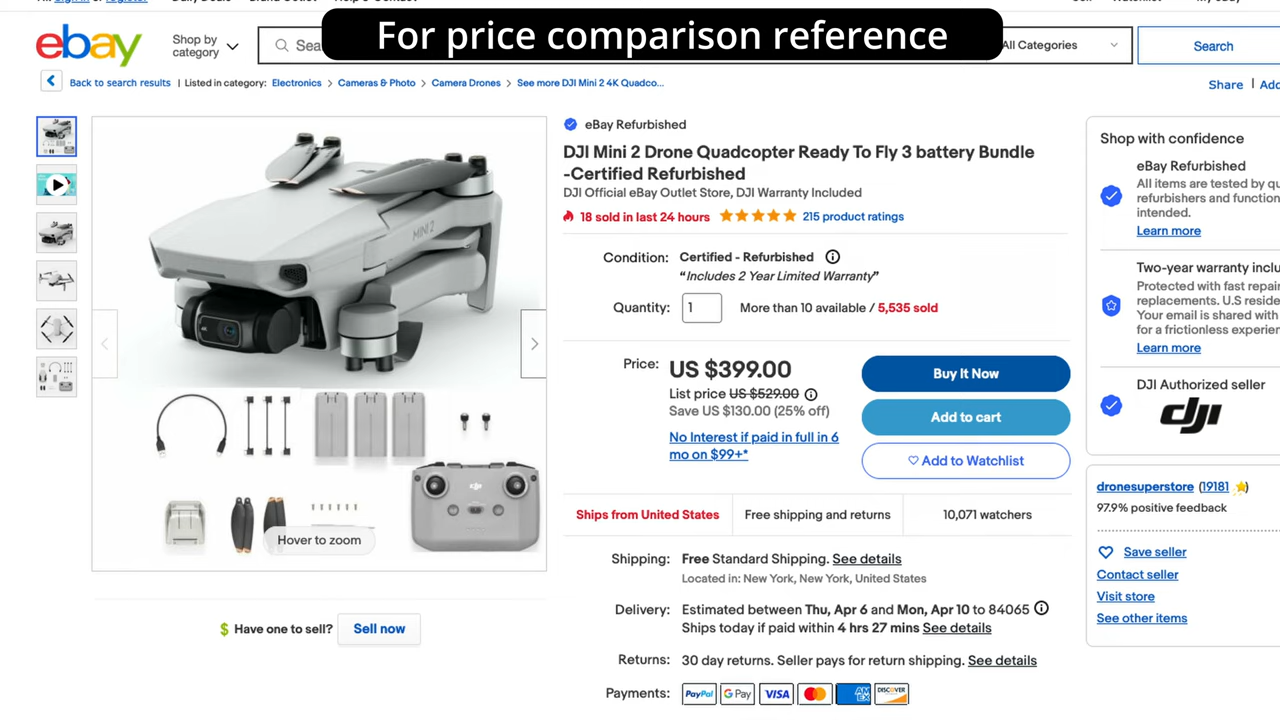 For price comparison reference
ebay
Shop by
category
Sea
All Categories
Search
Back to search results | Listed in category: Electronics > Cameras & Photo > Camera Drones > See more DJI Mini 2 4K Quadco...
Share | Add
eBay Refurbished
DJI Mini 2 Drone Quadcopter Ready To Fly 3 battery Bundle
-Certified Refurbished
DJI Official eBay Outlet Store, DJI Warranty Included
18 sold in last 24 hours 215 product ratings
Condition: Certified - Refurbished
“Includes 2 Year Limited Warranty”
Quantity: 1 More than 10 available / 5,535 sold
Price: US $399.00
List price US $529.00
Save US $130.00 (25% off)
No Interest if paid in full in 6
mo on $99+*
Buy It Now
Add to cart
Add to Watchlist
Ships from United States
Free shipping and returns
10,071 watchers
Shipping: Free Standard Shipping. See details
Located in: New York, New York, United States
Delivery: Estimated between Thu, Apr 6 and Mon, Apr 10 to 84065
Ships today if paid within 4 hrs 27 mins See details
Returns: 30 day returns. Seller pays for return shipping. See details
Payments: PayPal G Pay VISA AMEX DISCOVER
MINI 2
4K
dji
Hover to zoom
$ Have one to sell? Sell now
Shop with confidence
eBay Refurbished
All items are tested by qu
refurbishers and function
intended.
Learn more
Two-year warranty inclu
Protected with fast repair
replacements. U.S reside
Your email is shared with
for a frictionless experien
Learn more
DJI Authorized seller
dji
dronesuperstore (19181)
97.9% positive feedback
Save seller
Contact seller
Visit store
See other items